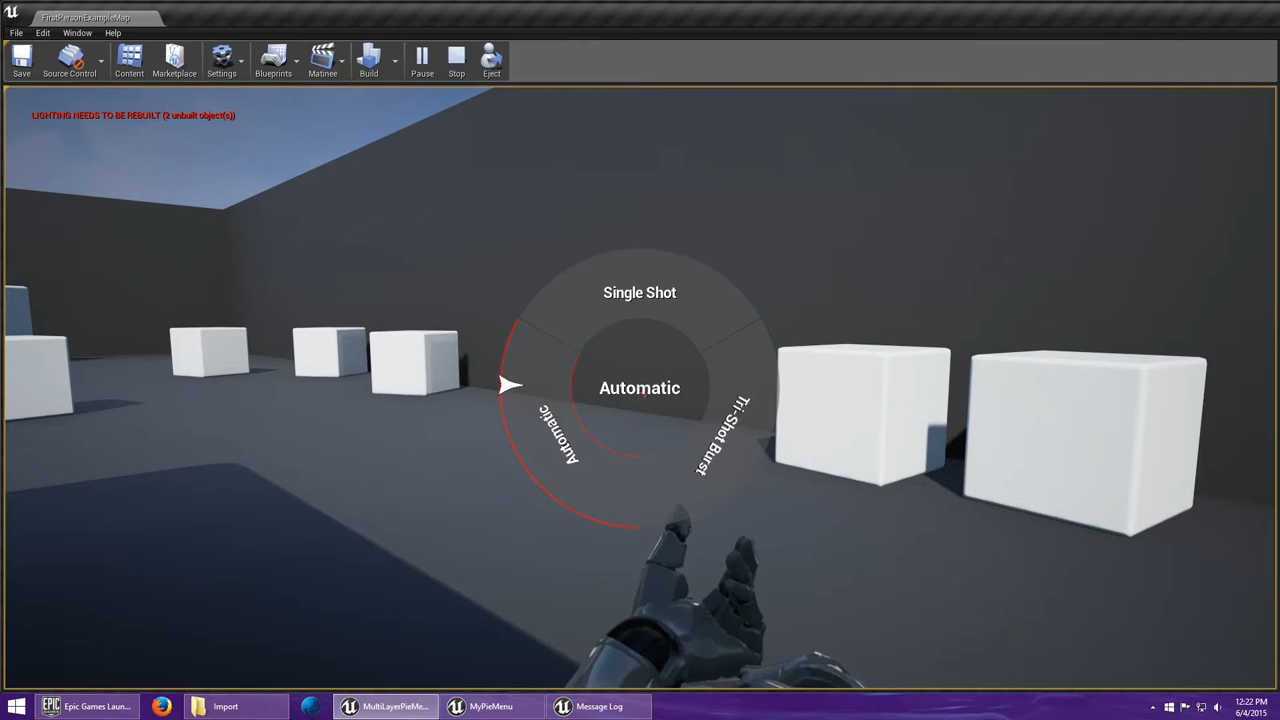 FirstPersonExampleMap
File Edit Window Help
Save Source Control Content Marketplace Settings Blueprints Matinee Build Pause Stop Eject
LIGHTING NEEDS TO BE REBUILT (2 unbuilt object(s))
Single Shot
Automatic
Automatic
Tri-Shot Burst
Epic Games Laun...
Import
MultiLayerPieMe...
MyPieMenu
Message Log
12:22 PM
6/4/2015
EPIC GAMES